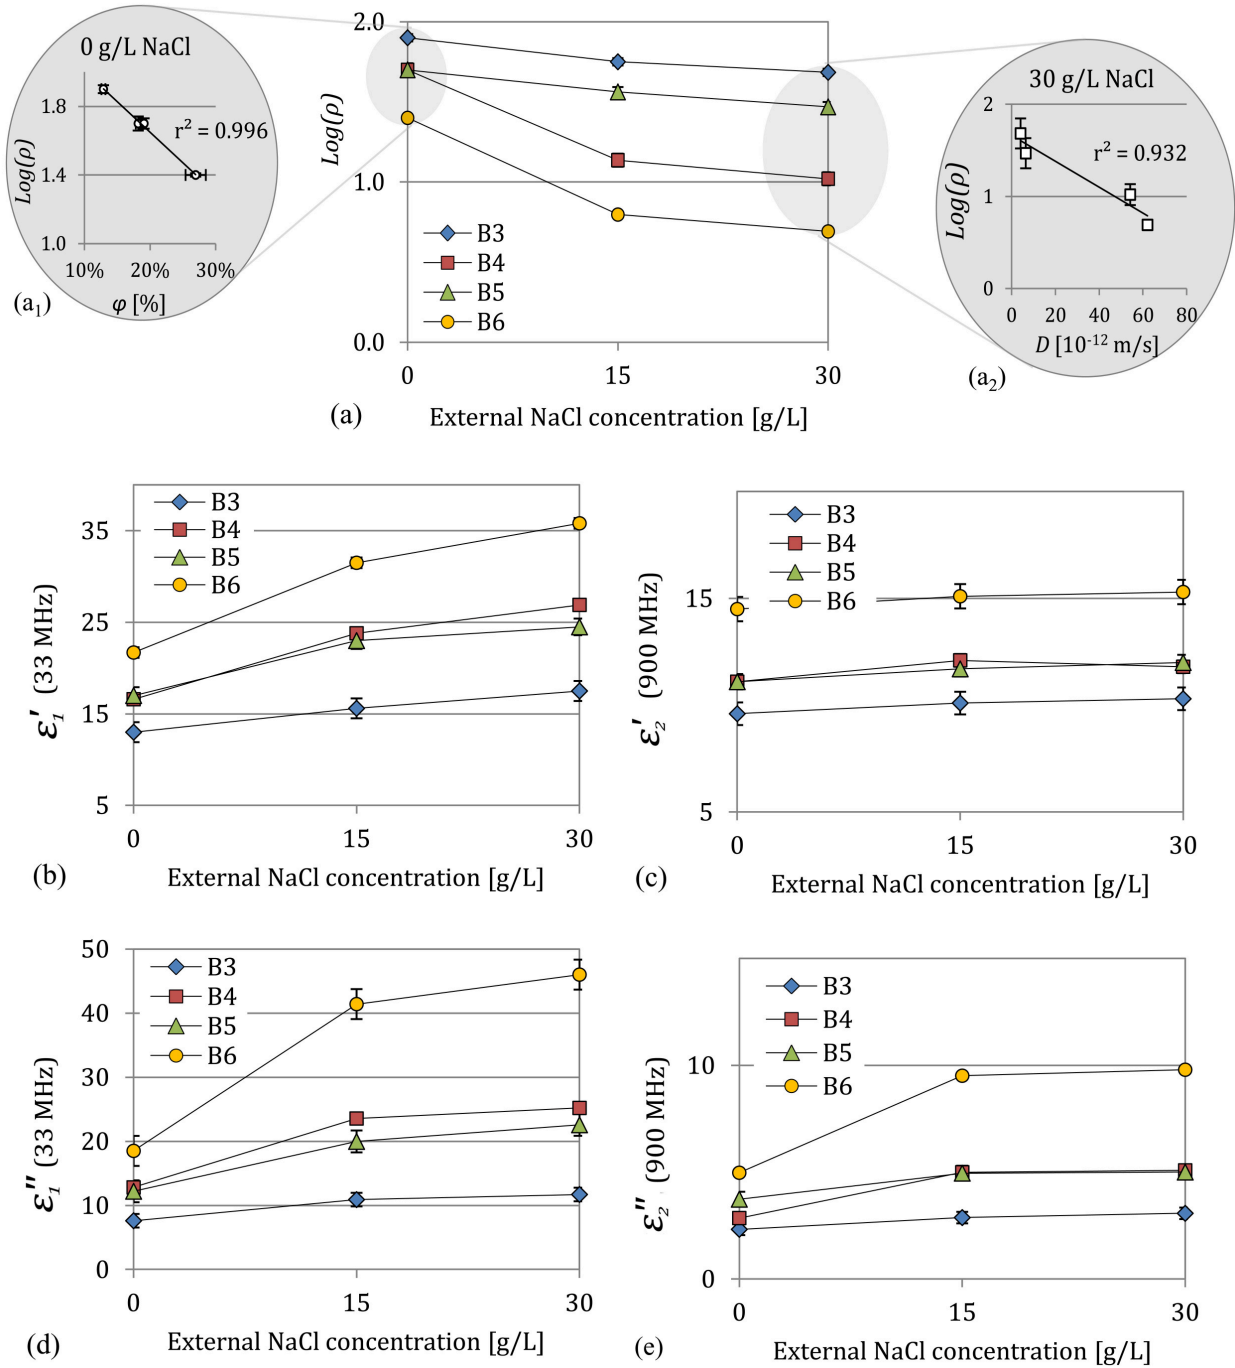 0 g/L NaCl
1.8
1.4
1.0
r² = 0.996
Log(ρ)
10% 20% 30%
φ [%]
(a₁)
2.0
1.0
0.0
Log(ρ)
B3
B4
B5
B6
0 15 30
(a) External NaCl concentration [g/L]
30 g/L NaCl
2
1
0
r² = 0.932
Log(ρ)
0 20 40 60 80
D [10⁻¹² m/s]
(a₂)
35
25
15
5
B3
B4
B5
B6
ε₁' (33 MHz)
0 15 30
(b) External NaCl concentration [g/L]
15
5
B3
B4
B5
B6
ε₂' (900 MHz)
0 15 30
(c) External NaCl concentration [g/L]
50
40
30
20
10
0
B3
B4
B5
B6
ε₁'' (33 MHz)
0 15 30
(d) External NaCl concentration [g/L]
10
0
B3
B4
B5
B6
ε₂'' (900 MHz)
0 15 30
(e) External NaCl concentration [g/L]